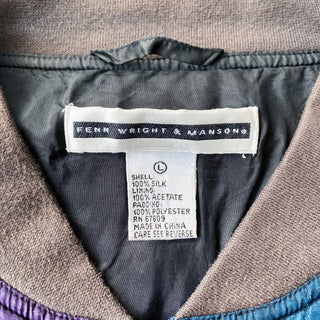 FENN WRIGHT & MANSON®
L
SHELL:
100% SILK
LINING:
100% ACETATE
PADDING:
100% POLYESTER
RN 67809
MADE IN CHINA
CARE SEE REVERSE